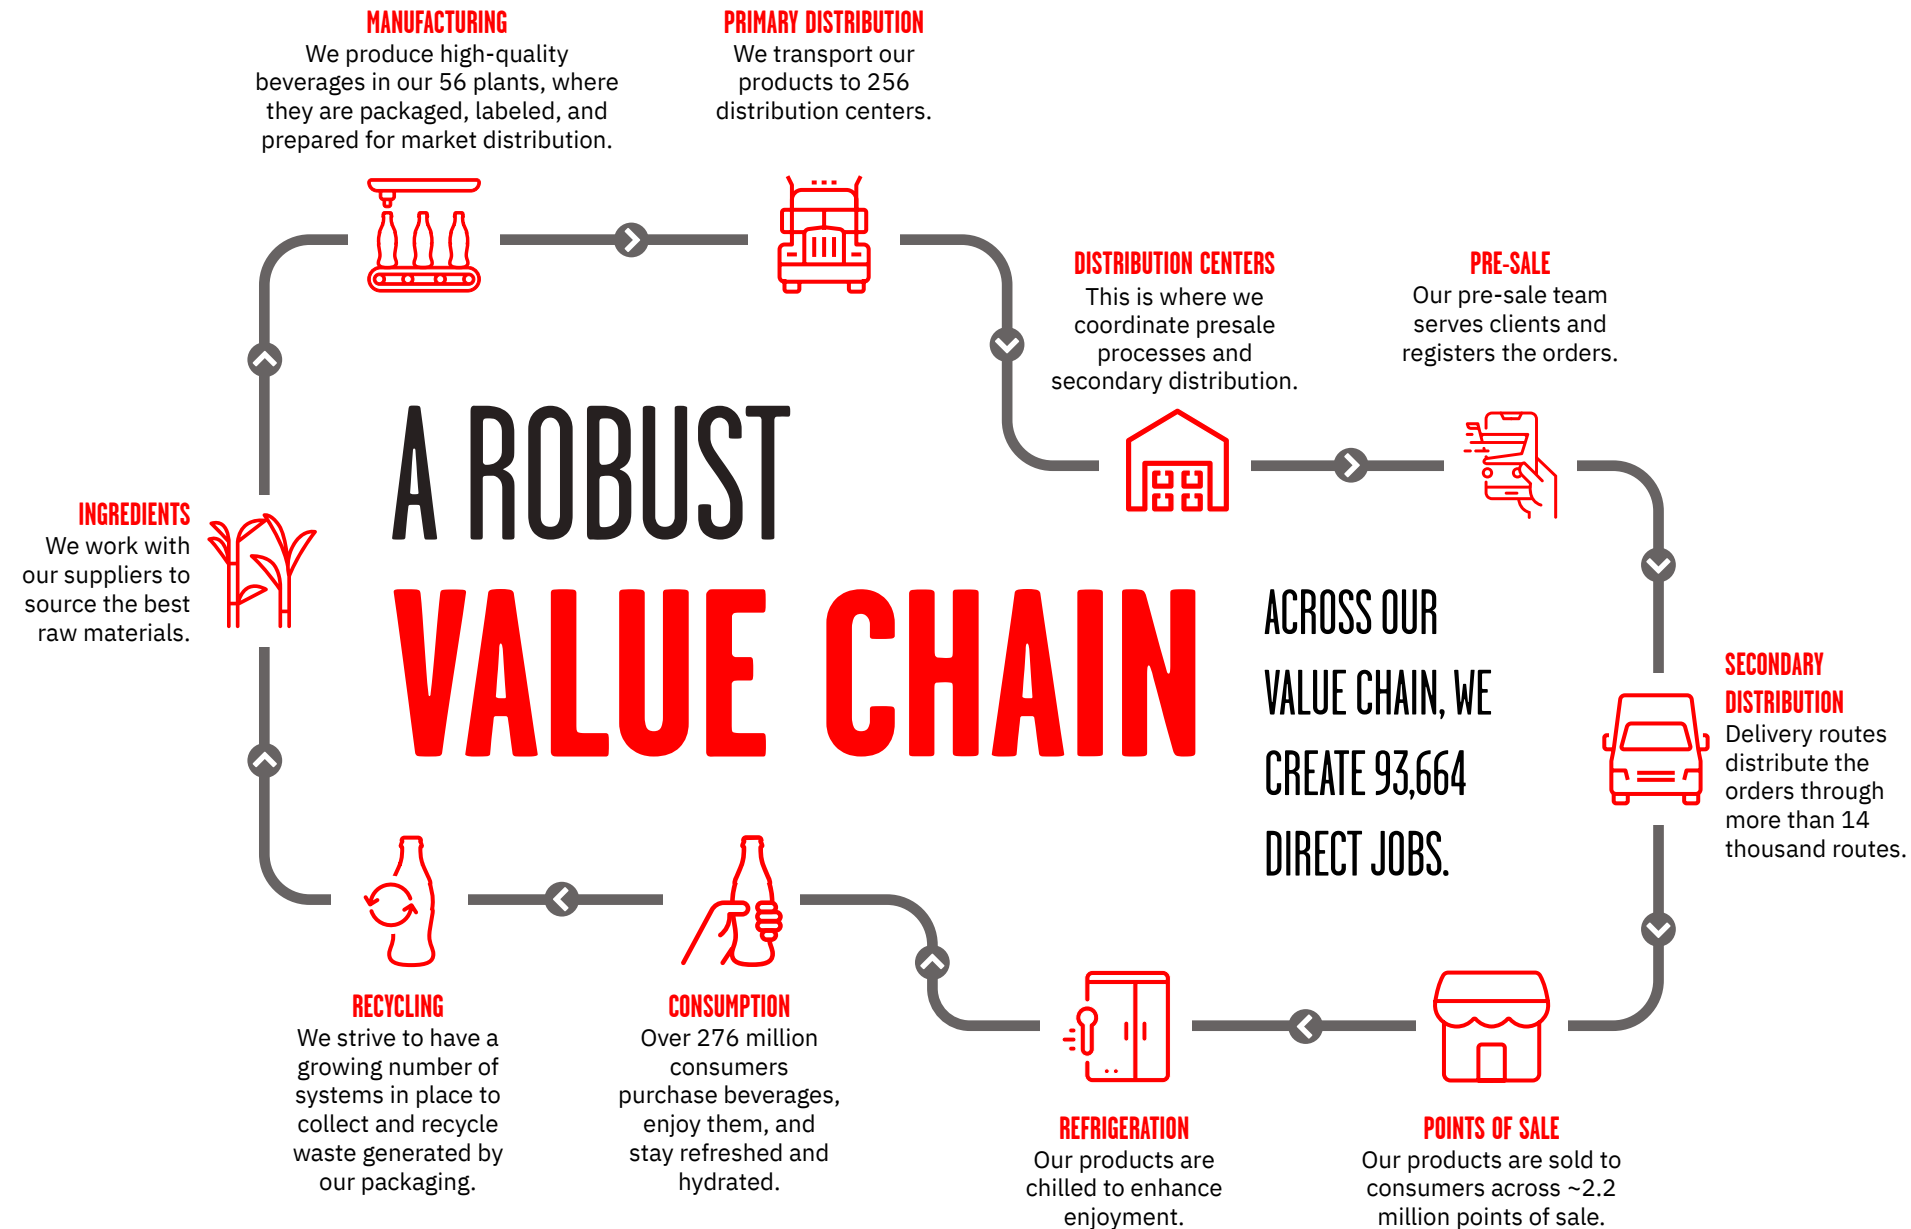 MANUFACTURING
We produce high-quality
beverages in our 56 plants, where
they are packaged, labeled, and
prepared for market distribution.
PRIMARY DISTRIBUTION
We transport our
products to 256
distribution centers.
DISTRIBUTION CENTERS
This is where we
coordinate presale
processes and
secondary distribution.
PRE-SALE
Our pre-sale team
serves clients and
registers the orders.
A ROBUST
VALUE CHAIN
INGREDIENTS
We work with
our suppliers to
source the best
raw materials.
ACROSS OUR
VALUE CHAIN, WE
CREATE 93,664
DIRECT JOBS.
SECONDARY
DISTRIBUTION
Delivery routes
distribute the
orders through
more than 14
thousand routes.
RECYCLING
We strive to have a
growing number of
systems in place to
collect and recycle
waste generated by
our packaging.
CONSUMPTION
Over 276 million
consumers
purchase beverages,
enjoy them, and
stay refreshed and
hydrated.
REFRIGERATION
Our products are
chilled to enhance
enjoyment.
POINTS OF SALE
Our products are sold to
consumers across ~2.2
million points of sale.